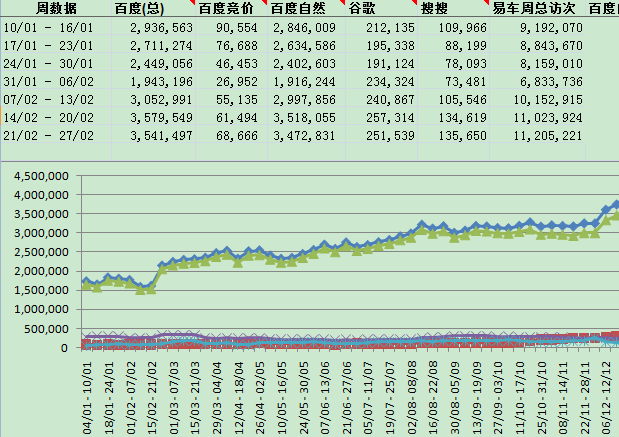 周数据 百度(总) 百度竞价 百度自然 谷歌 搜搜 易车周总访次 百度
10/01 - 16/01 2,936,563 90,554 2,846,009 212,135 109,966 9,192,070
17/01 - 23/01 2,711,274 76,688 2,634,586 195,338 88,199 8,843,670
24/01 - 30/01 2,449,056 46,453 2,402,603 191,124 78,093 8,159,010
31/01 - 06/02 1,943,196 26,952 1,916,244 234,324 73,481 6,833,736
07/02 - 13/02 3,052,991 55,135 2,997,856 240,867 105,546 10,152,915
14/02 - 20/02 3,579,549 61,494 3,518,055 257,314 134,619 11,023,924
21/02 - 27/02 3,541,497 68,666 3,472,831 251,539 135,650 11,205,221
4,500,000
4,000,000
3,500,000
3,000,000
2,500,000
2,000,000
1,500,000
1,000,000
500,000
0
04/01 - 10/01
18/01 - 24/01
01/02 - 07/02
15/02 - 21/02
01/03 - 07/03
15/03 - 21/03
29/03 - 04/04
12/04 - 18/04
26/04 - 02/05
10/05 - 16/05
24/05 - 30/05
07/06 - 13/06
21/06 - 27/06
05/07 - 11/07
19/07 - 25/07
02/08 - 08/08
16/08 - 22/08
30/08 - 05/09
13/09 - 19/09
27/09 - 03/10
11/10 - 17/10
25/10 - 31/10
08/11 - 14/11
22/11 - 28/11
06/12 - 12/12